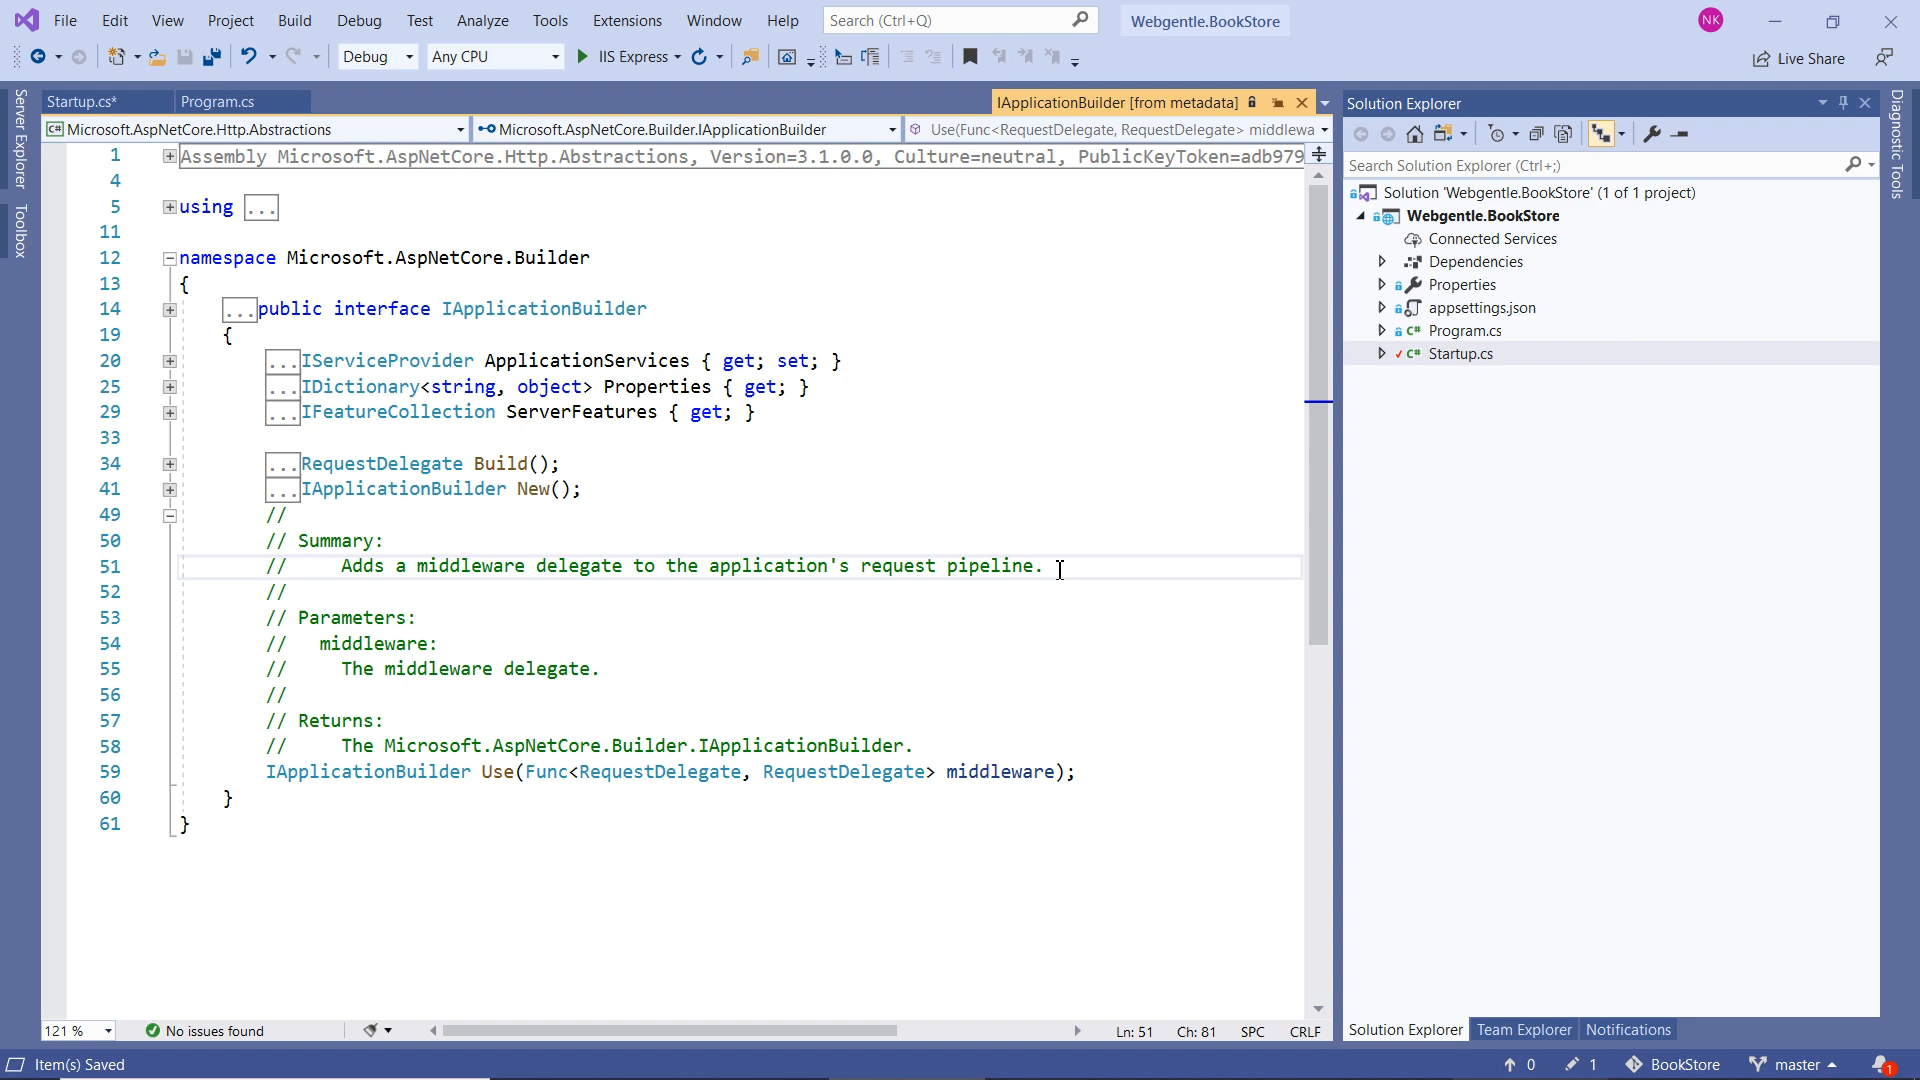 File Edit View Project Build Debug Test Analyze Tools Extensions Window Help Search (Ctrl+Q) Webgentle.BookStore NK
Debug Any CPU IIS Express Live Share
Server Explorer
Toolbox
Startup.cs* Program.cs IApplicationBuilder [from metadata]
Microsoft.AspNetCore.Http.Abstractions Microsoft.AspNetCore.Builder.IApplicationBuilder Use(Func<RequestDelegate, RequestDelegate> middlewa
1 Assembly Microsoft.AspNetCore.Http.Abstractions, Version=3.1.0.0, Culture=neutral, PublicKeyToken=adb979
4
5 using ...
11
12 namespace Microsoft.AspNetCore.Builder
13 {
14 ...public interface IApplicationBuilder
19 {
20 ...IServiceProvider ApplicationServices { get; set; }
25 ...IDictionary<string, object> Properties { get; }
29 ...IFeatureCollection ServerFeatures { get; }
33
34 ...RequestDelegate Build();
41 ...IApplicationBuilder New();
49 //
50 // Summary:
51 // Adds a middleware delegate to the application's request pipeline.
52 //
53 // Parameters:
54 // middleware:
55 // The middleware delegate.
56 //
57 // Returns:
58 // The Microsoft.AspNetCore.Builder.IApplicationBuilder.
59 IApplicationBuilder Use(Func<RequestDelegate, RequestDelegate> middleware);
60 }
61 }
121 % No issues found Ln: 51 Ch: 81 SPC CRLF
Solution Explorer
Search Solution Explorer (Ctrl+;)
Solution 'Webgentle.BookStore' (1 of 1 project)
Webgentle.BookStore
Connected Services
Dependencies
Properties
appsettings.json
C# Program.cs
C# Startup.cs
Solution Explorer Team Explorer Notifications
Diagnostic Tools
Item(s) Saved 0 1 BookStore master 1